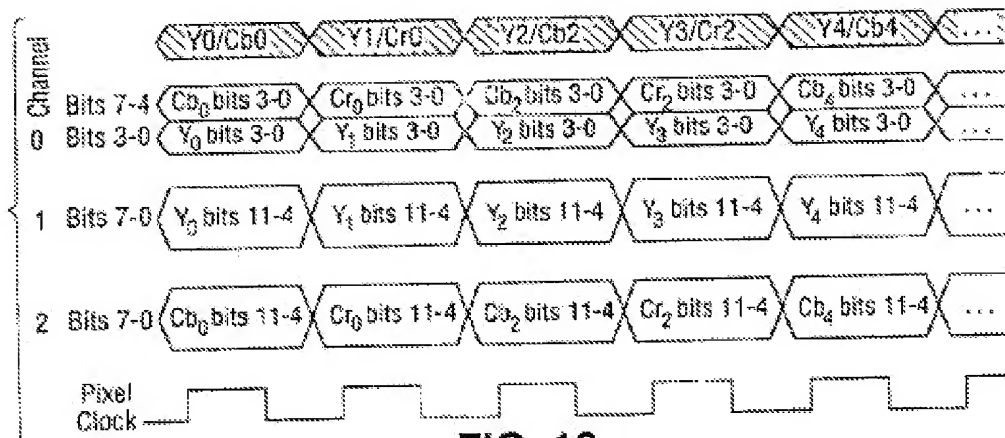 Y0/Cb0 Y1/Cr0 Y2/Cb2 Y3/Cr2 Y4/Cb4 ...
Channel
Bits 7-4 Cb0 bits 3-0 Cr0 bits 3-0 Cb2 bits 3-0 Cr2 bits 3-0 Cb4 bits 3-0 ...
0 Bits 3-0 Y0 bits 3-0 Y1 bits 3-0 Y2 bits 3-0 Y3 bits 3-0 Y4 bits 3-0 ...
1 Bits 7-0 Y0 bits 11-4 Y1 bits 11-4 Y2 bits 11-4 Y3 bits 11-4 Y4 bits 11-4 ...
2 Bits 7-0 Cb0 bits 11-4 Cr0 bits 11-4 Cb2 bits 11-4 Cr2 bits 11-4 Cb4 bits 11-4 ...
Pixel
Clock